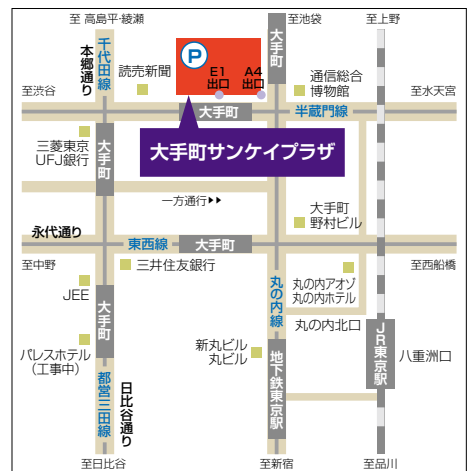 至 高島平・綾瀬
至池袋
至上野
千代田線
本郷通り
大手町
読売新聞
P
E1
出口
A4
出口
通信総合
博物館
至渋谷
至水天宮
大手町
半蔵門線
三菱東京
UFJ銀行
大手町
大手町サンケイプラザ
一方通行▶▶
大手町
野村ビル
永代通り
東西線
大手町
至中野
三井住友銀行
至西船橋
JEE
丸の内線
丸の内アオゾ
丸の内ホテル
大手町
丸の内北口
パレスホテル
（工事中）
新丸ビル
丸ビル
地下鉄東京駅
JR東京駅
八重洲口
都営三田線
日比谷通り
至日比谷
至新宿
至品川